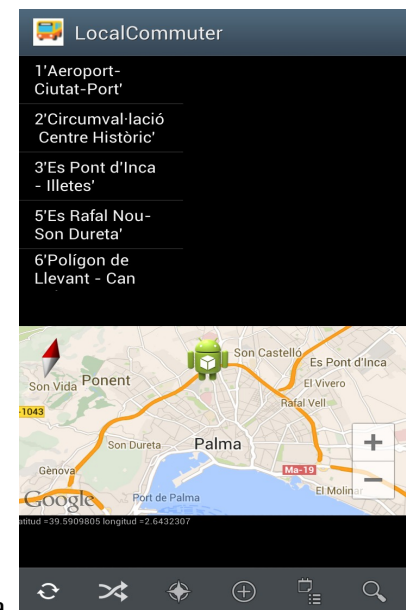 LocalCommuter
1'Aeroport-
Ciutat-Port'
2'Circumval·lació
Centre Històric'
3'Es Pont d'Inca
- Illetes'
5'Es Rafal Nou-
Son Dureta'
6'Polígon de
Llevant - Can
Son Castelló
Es Pont d'Inca
Son Vida
Ponent
El Vivero
Rafal Vell
1043
Son Dureta
Palma
+
Gènova
Ma-19
−
El Molinar
Google
Port de Palma
atitud =39.5909805 longitud =2.6432307